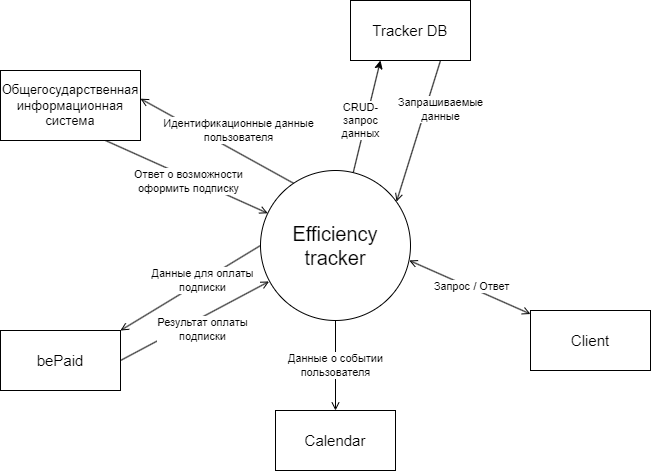 Tracker DB
Общегосударственная
информационная
система
CRUD-
запрос
данных
Запрашиваемые
данные
Идентификационные данные
пользователя
Ответ о возможности
оформить подписку
Efficiency
tracker
Данные для оплаты
подписки
Запрос / Ответ
Результат оплаты
подписки
Client
bePaid
Данные о событии
пользователя
Calendar